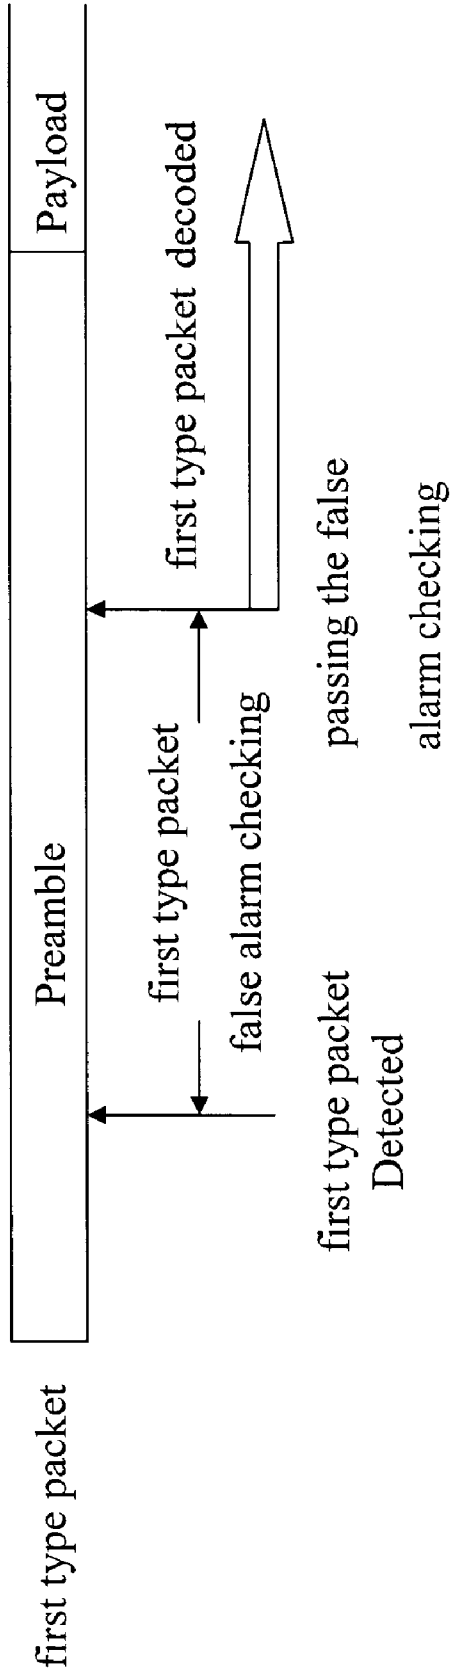 first type packet
Preamble
Payload
first type packet
false alarm checking
first type packet decoded
first type packet
Detected
passing the false
alarm checking